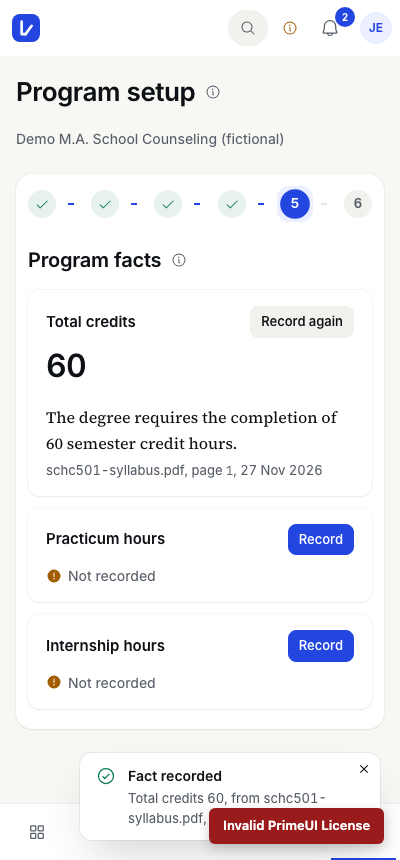 2
JE
Program setup
Demo M.A. School Counseling (fictional)
5
6
Program facts
Total credits
Record again
60
The degree requires the completion of
60 semester credit hours.
schc501-syllabus.pdf, page 1, 27 Nov 2026
Practicum hours
Record
Not recorded
Internship hours
Record
Not recorded
Fact recorded
Total credits 60, from schc501-
syllabus.pdf,
Invalid PrimeUI License